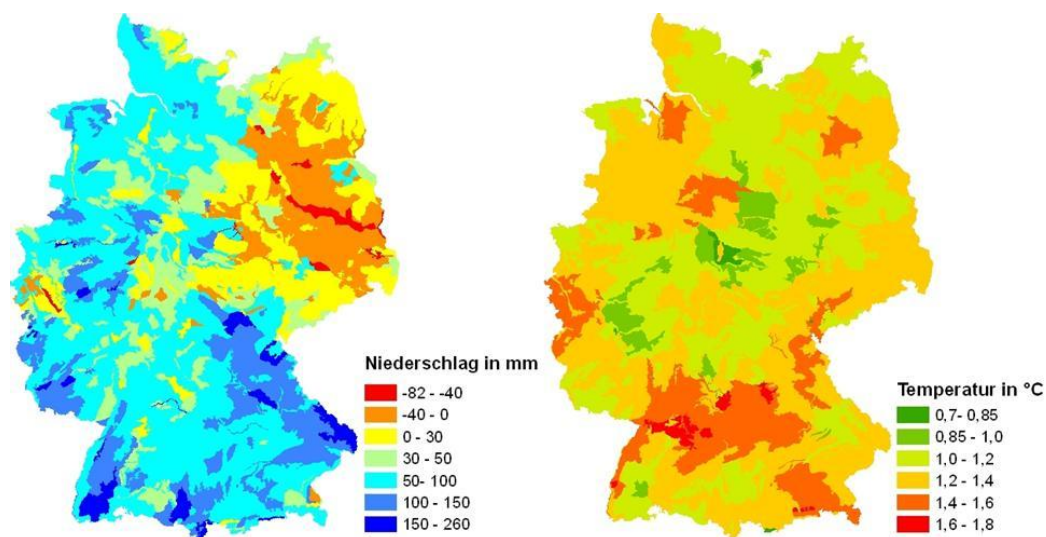 Niederschlag in mm
-82 - -40
-40 - 0
0 - 30
30 - 50
50- 100
100 - 150
150 - 260
Temperatur in °C
0,7- 0,85
0,85 - 1,0
1,0 - 1,2
1,2 - 1,4
1,4 - 1,6
1,6 - 1,8